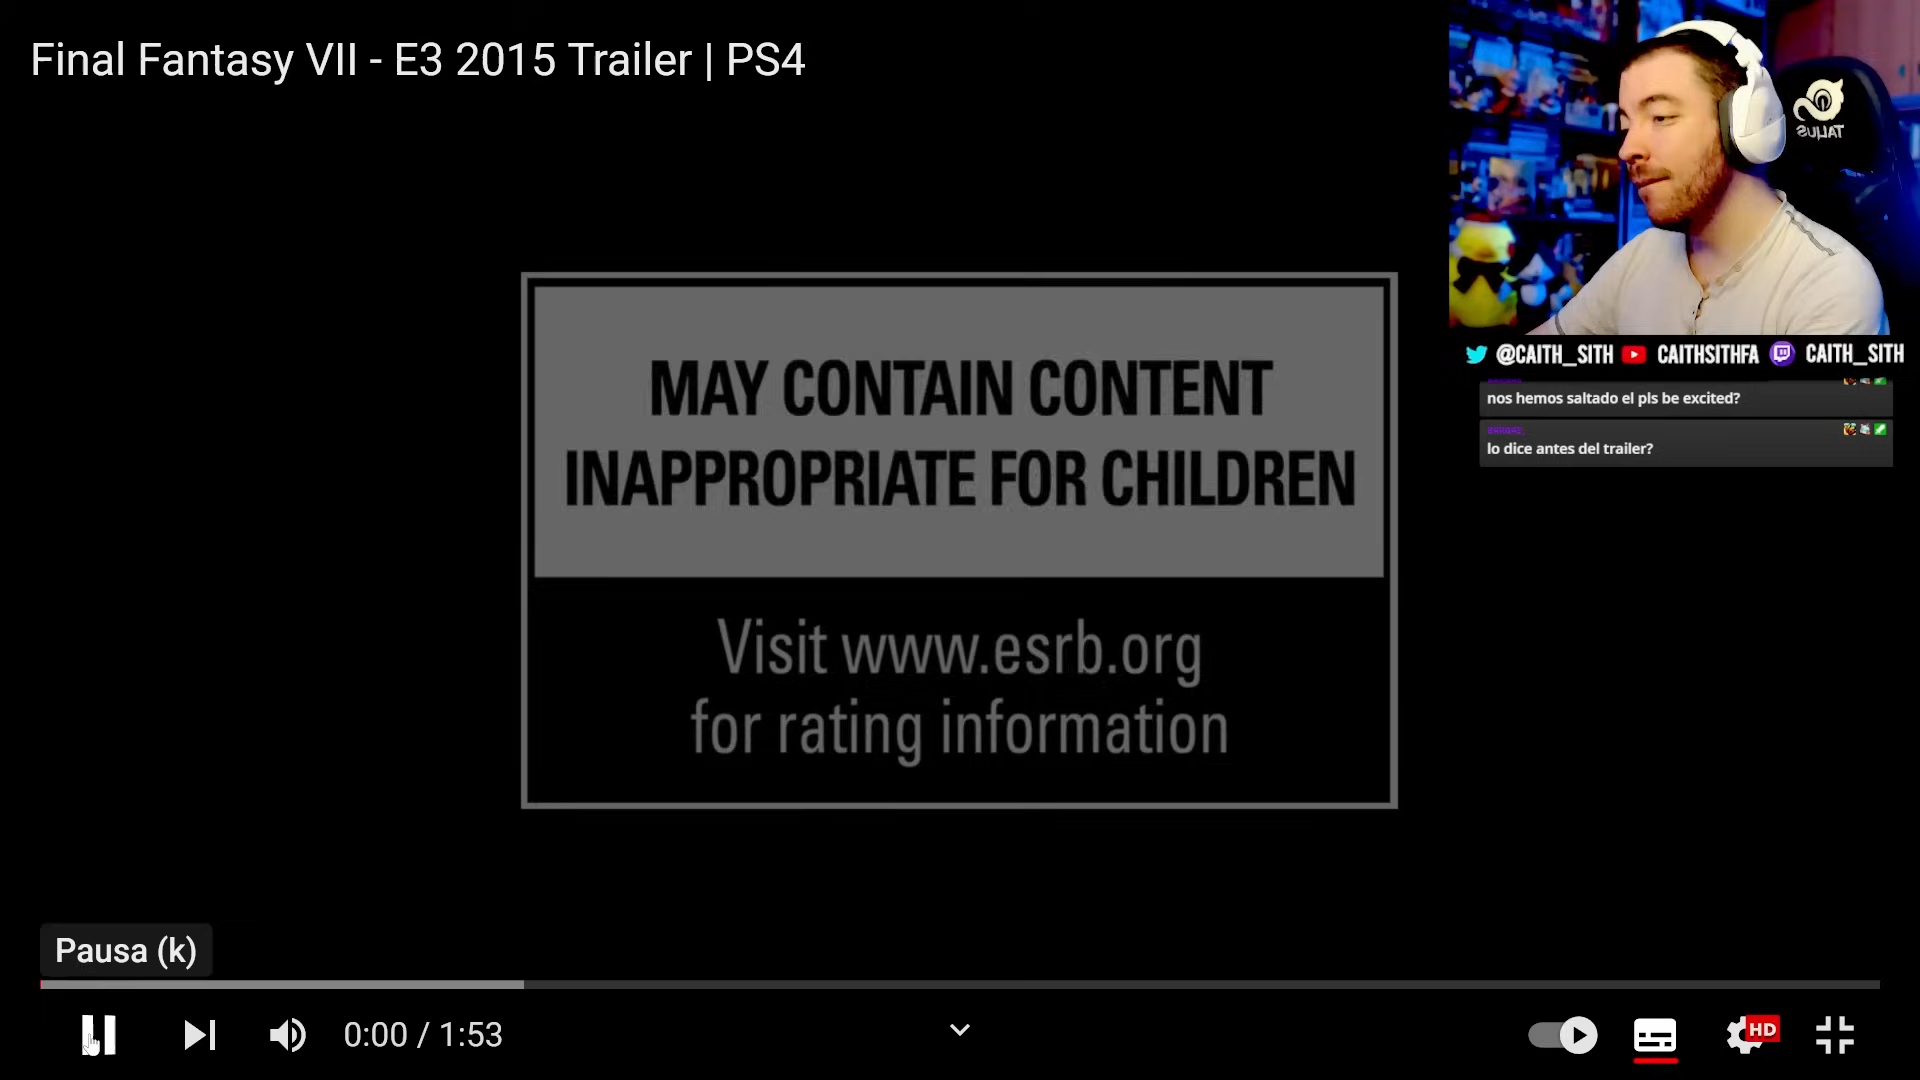 Final Fantasy VII - E3 2015 Trailer | PS4
TALIUS
@CAITH_SITH CAITHSITHFA CAITH_SITH
nos hemos saltado el pls be excited?
lo dice antes del trailer?
MAY CONTAIN CONTENT
INAPPROPRIATE FOR CHILDREN
Visit www.esrb.org
for rating information
Pausa (k)
0:00 / 1:53
HD